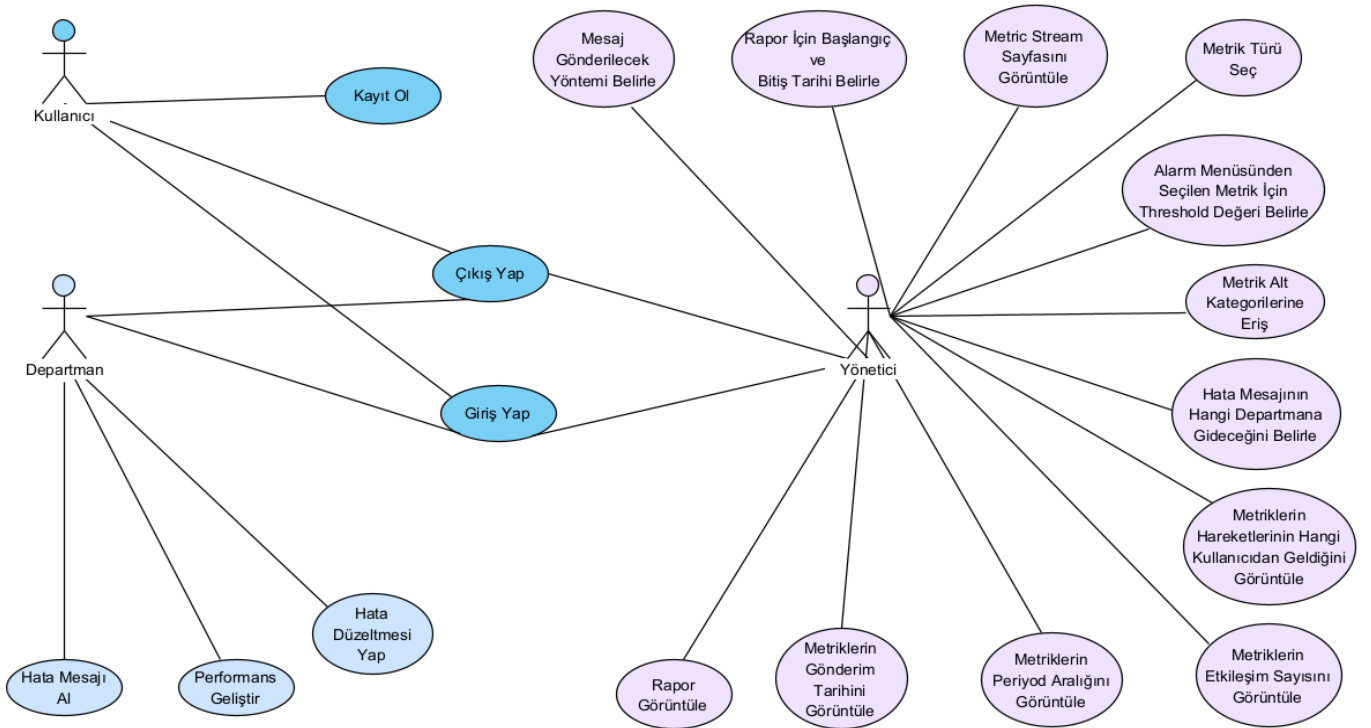 Mesaj
Gönderilecek
Yöntemi Belirle
Rapor İçin Başlangıç
ve
Bitiş Tarihi Belirle
Metric Stream
Sayfasını
Görüntüle
Metrik Türü
Seç
Kullanıcı
Kayıt Ol
Alarm Menüsünden
Seçilen Metrik İçin
Threshold Değeri Belirle
Çıkış Yap
Metrik Alt
Kategorilerine
Eriş
Departman
Yönetici
Giriş Yap
Hata Mesajının
Hangi Departmana
Gideceğini Belirle
Metriklerin
Hareketlerinin Hangi
Kullanıcıdan Geldiğini
Görüntüle
Hata
Düzeltmesi
Yap
Hata Mesajı
Al
Performans
Geliştir
Rapor
Görüntüle
Metriklerin
Gönderim
Tarihini
Görüntüle
Metriklerin
Periyod Aralığını
Görüntüle
Metriklerin
Etkileşim Sayısını
Görüntüle